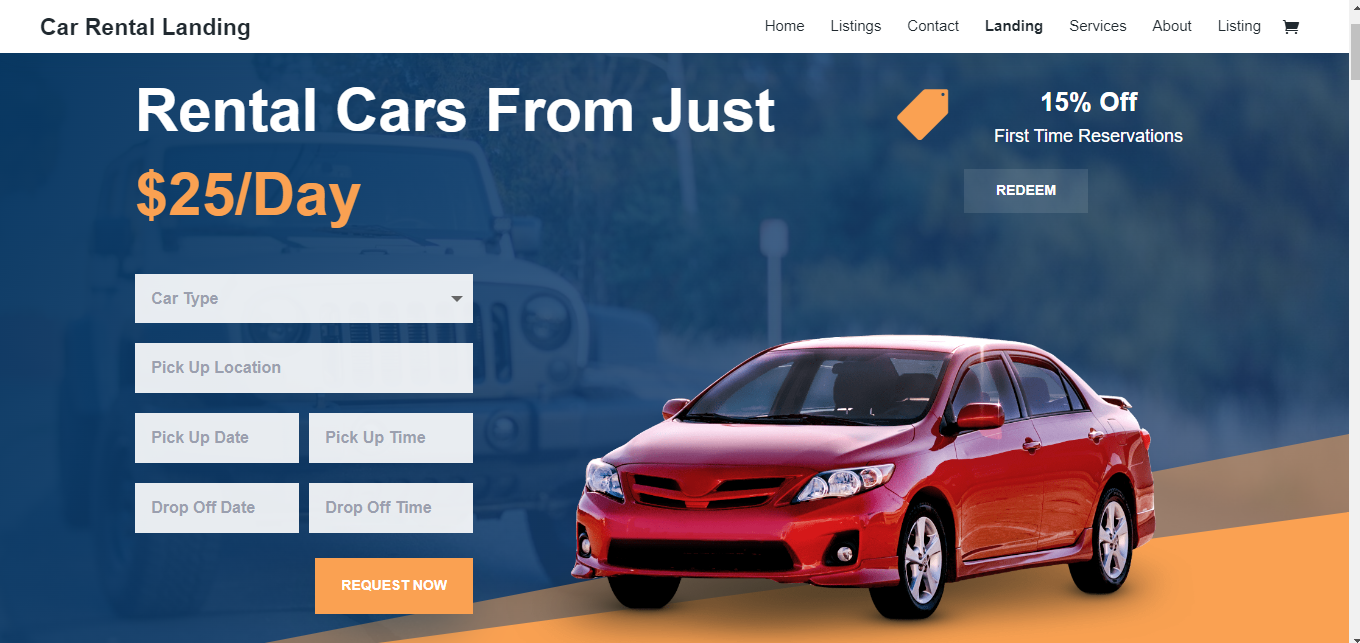 Car Rental Landing
Home Listings Contact Landing Services About Listing
Rental Cars From Just
$25/Day
15% Off
First Time Reservations
REDEEM
Car Type
Pick Up Location
Pick Up Date Pick Up Time
Drop Off Date Drop Off Time
REQUEST NOW